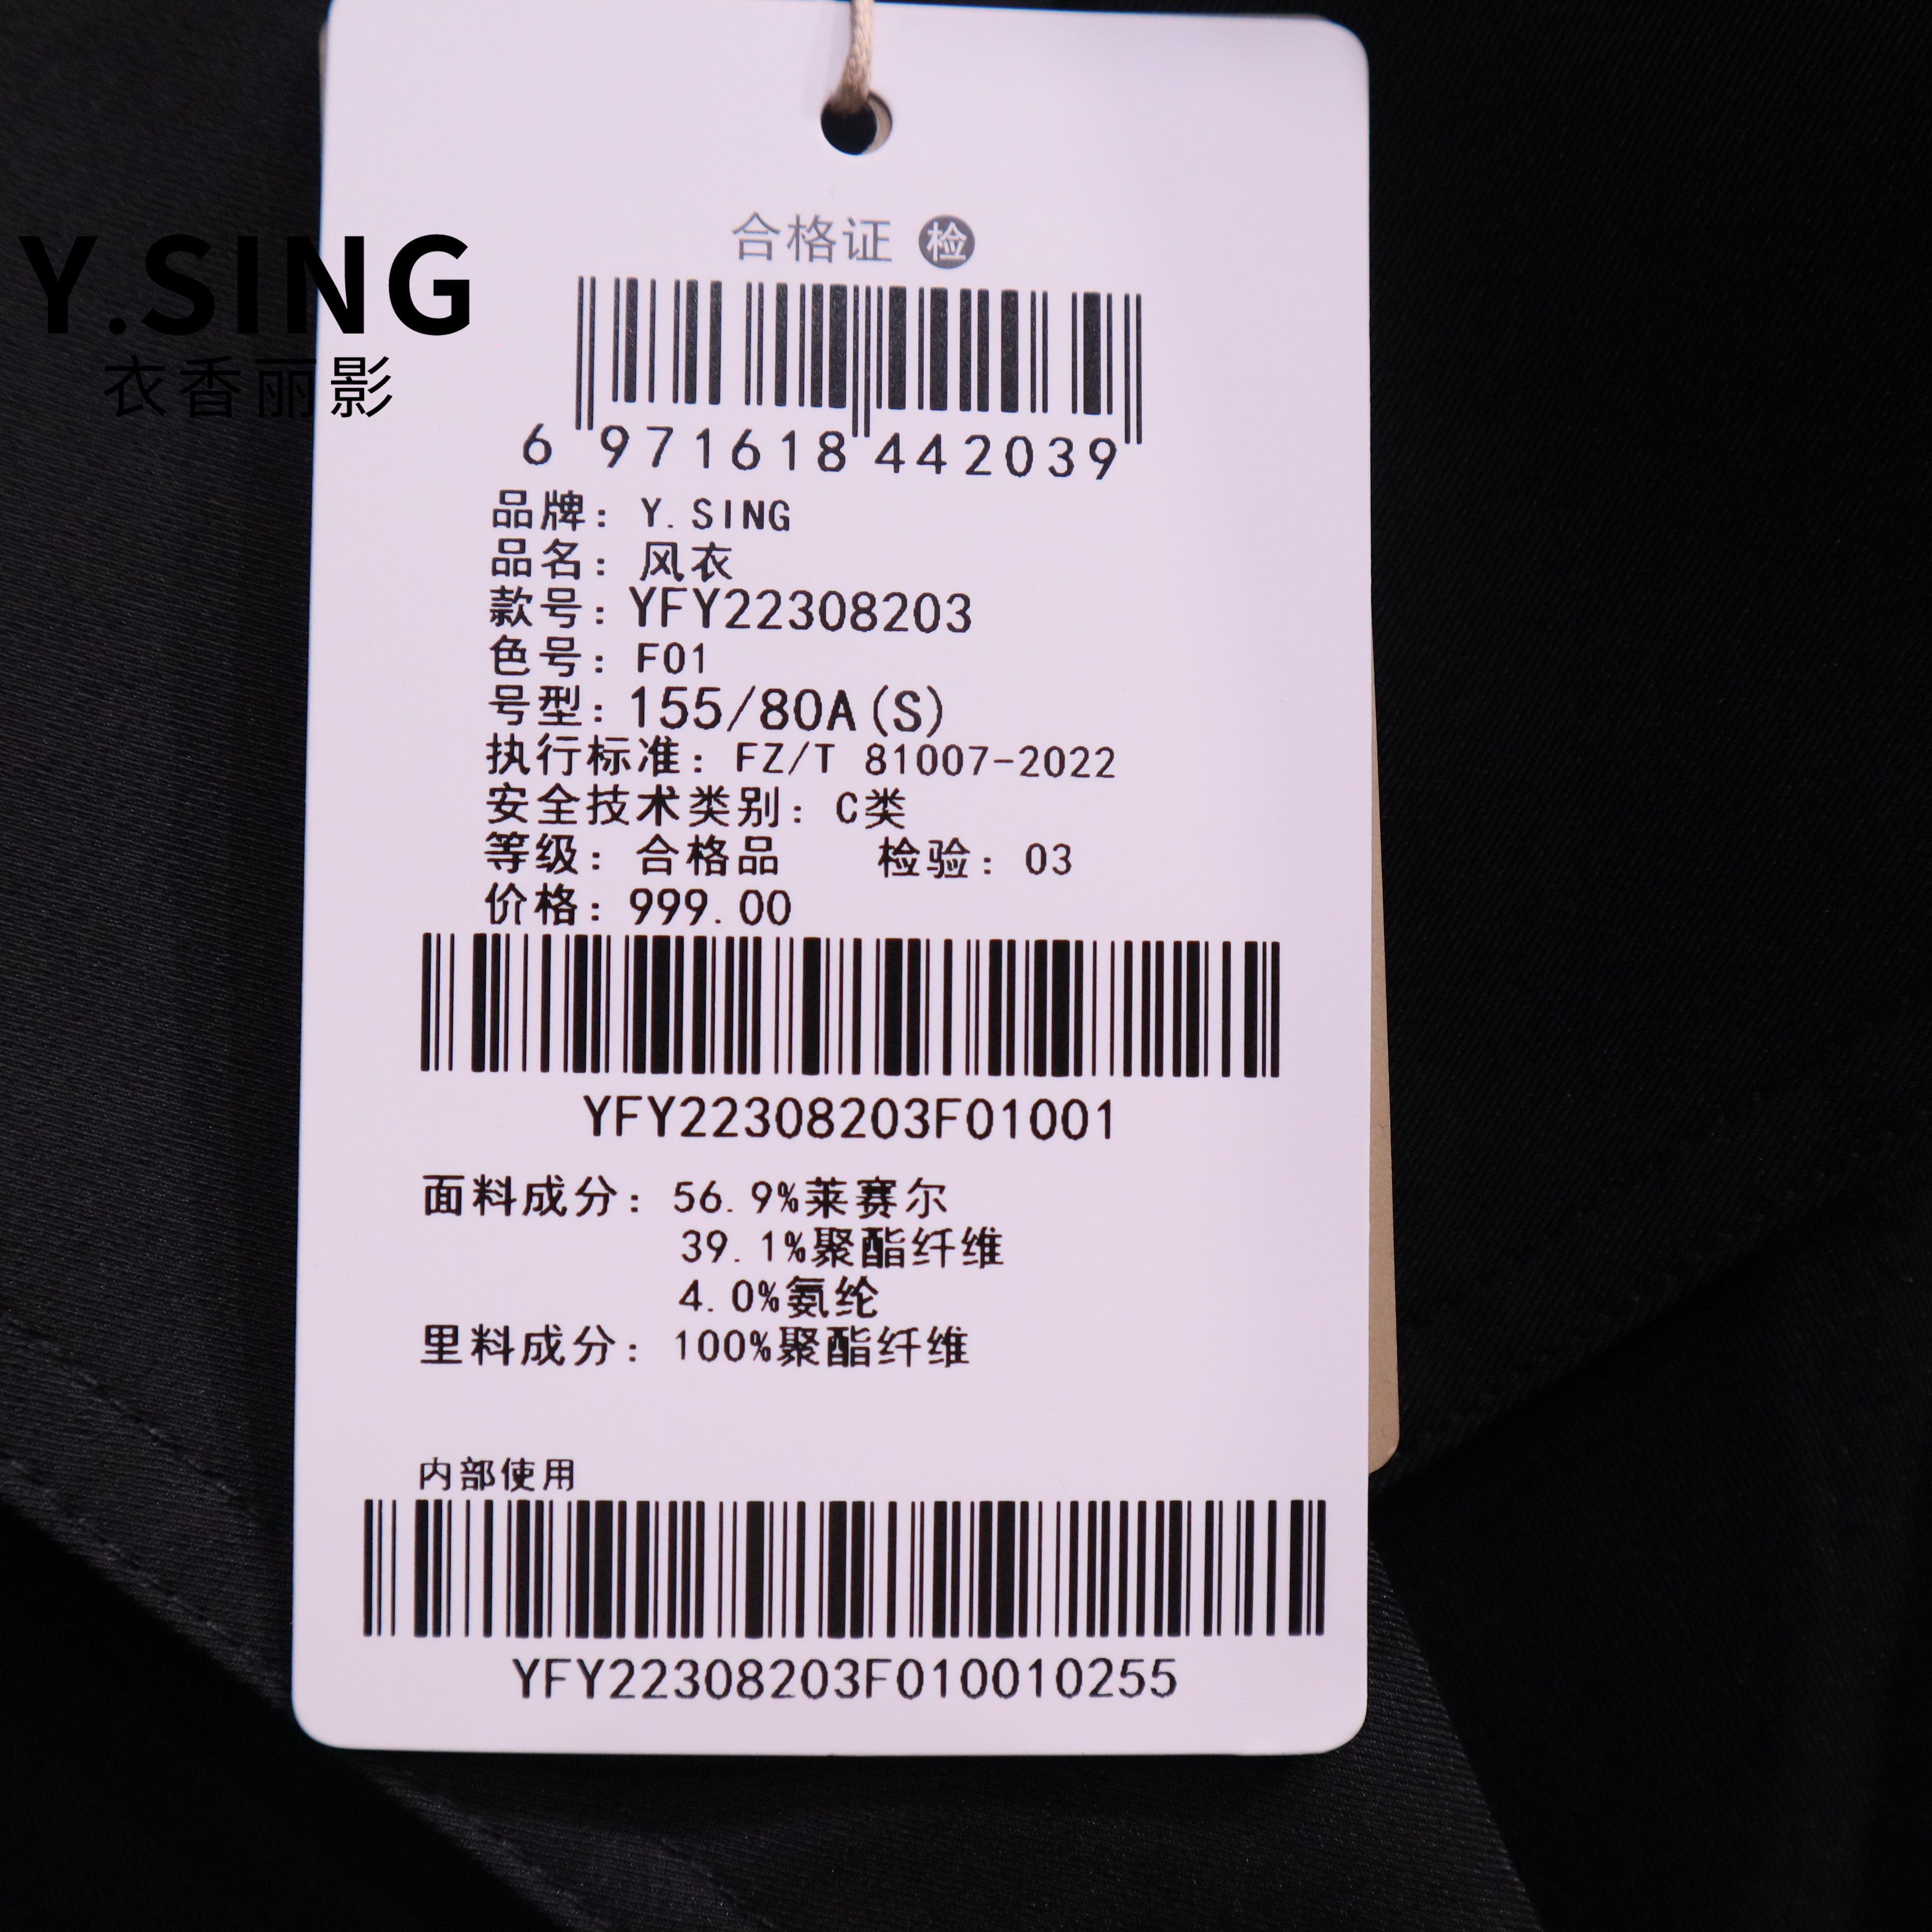 Y.SING
衣香丽影
合格证 检
6 971618 442039
品牌: Y.SING
品名: 风衣
款号: YFY22308203
色号: F01
号型: 155/80A(S)
执行标准: FZ/T 81007-2022
安全技术类别: C类
等级: 合格品 检验: 03
价格: 999.00
YFY22308203F01001
面料成分: 56.9%莱赛尔
39.1%聚酯纤维
4.0%氨纶
里料成分: 100%聚酯纤维
内部使用
YFY22308203F010010255